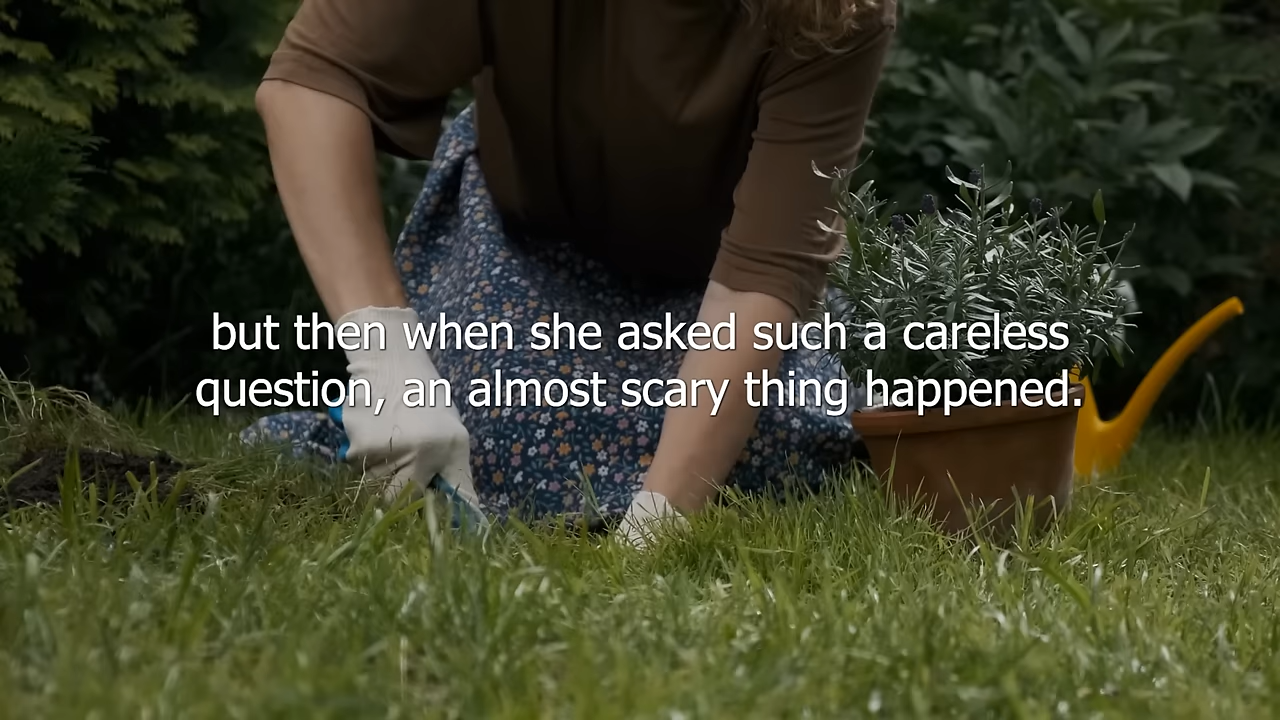 but then when she asked such a careless
question, an almost scary thing happened.